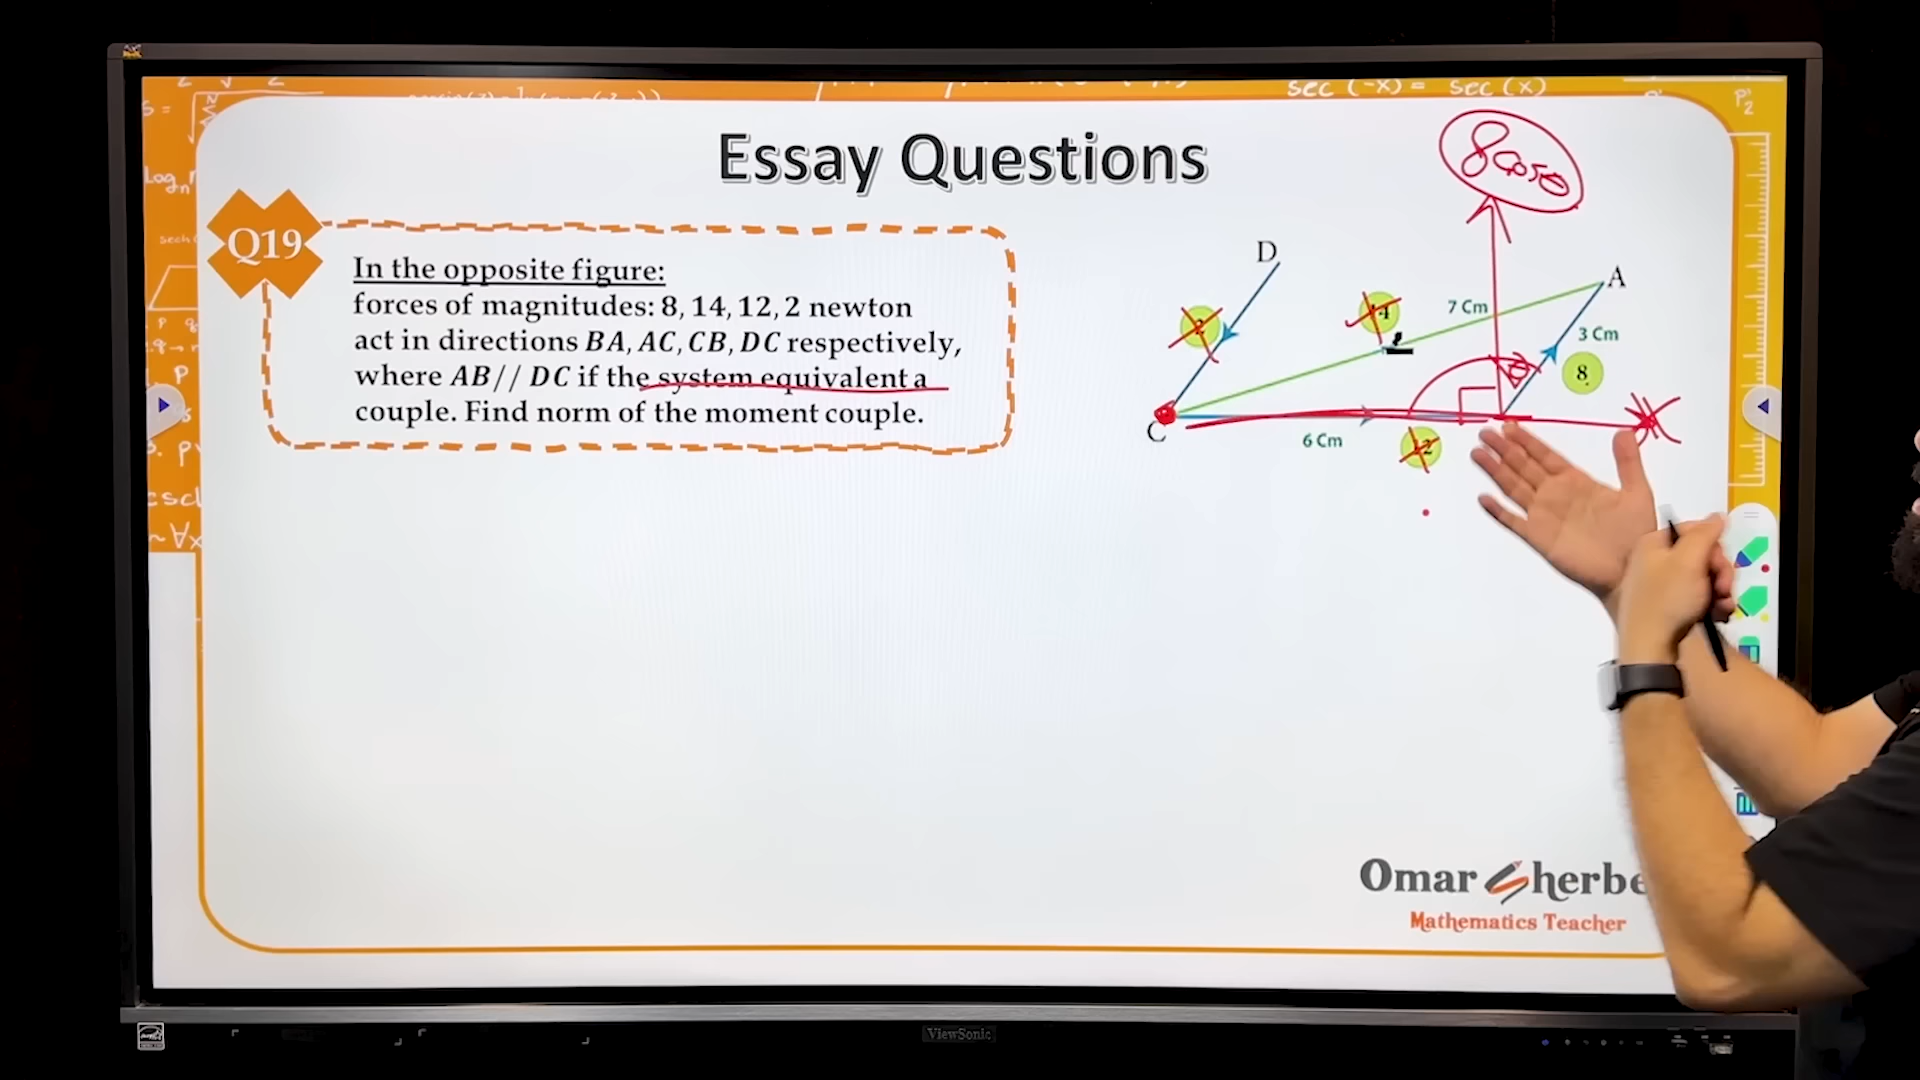 sec (-x) = sec (x)
Essay Questions
8cosθ
Q19
In the opposite figure:
forces of magnitudes: 8, 14, 12, 2 newton
act in directions BA, AC, CB, DC respectively,
where AB// DC if the system equivalent a
couple. Find norm of the moment couple.
D
A
7 Cm
3 Cm
θ
8
C
6 Cm
Omar Sherbe
Mathematics Teacher
ViewSonic